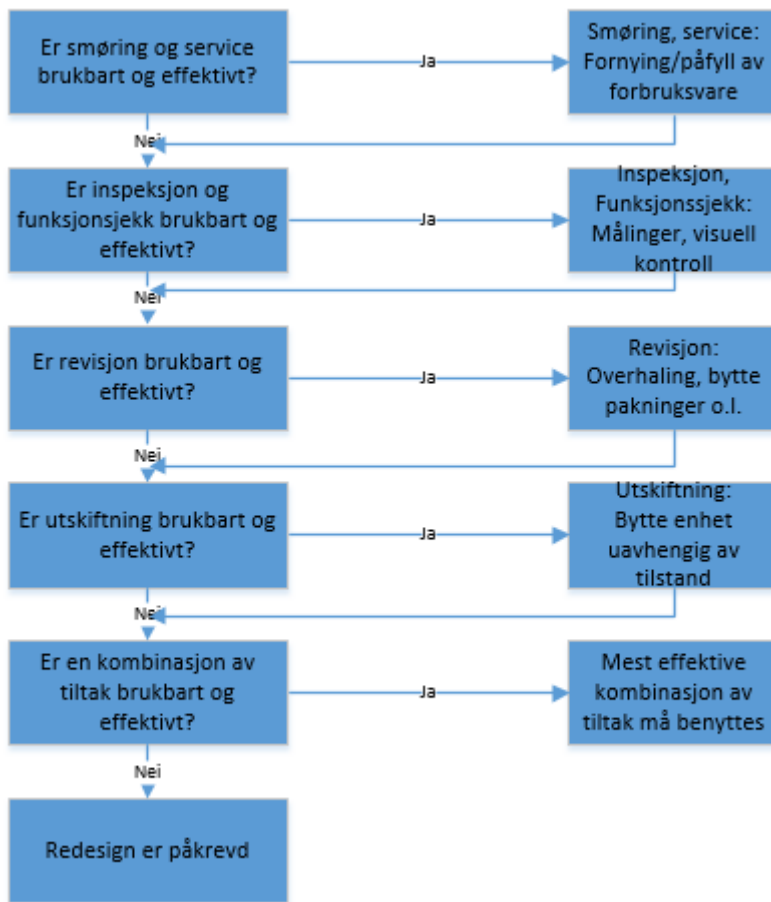 Er smøring og service
brukbart og effektivt?
Ja
Smøring, service:
Fornying/påfyll av
forbruksvare
Nei
Er inspeksjon og
funksjonsjekk brukbart og
effektivt?
Ja
Inspeksjon,
Funksjonssjekk:
Målinger, visuell
kontroll
Nei
Er revisjon brukbart og
effektivt?
Ja
Revisjon:
Overhaling, bytte
pakninger o.l.
Nei
Er utskiftning brukbart og
effektivt?
Ja
Utskiftning:
Bytte enhet
uavhengig av
tilstand
Nei
Er en kombinasjon av
tiltak brukbart og
effektivt?
Ja
Mest effektive
kombinasjon av
tiltak må benyttes
Nei
Redesign er påkrevd